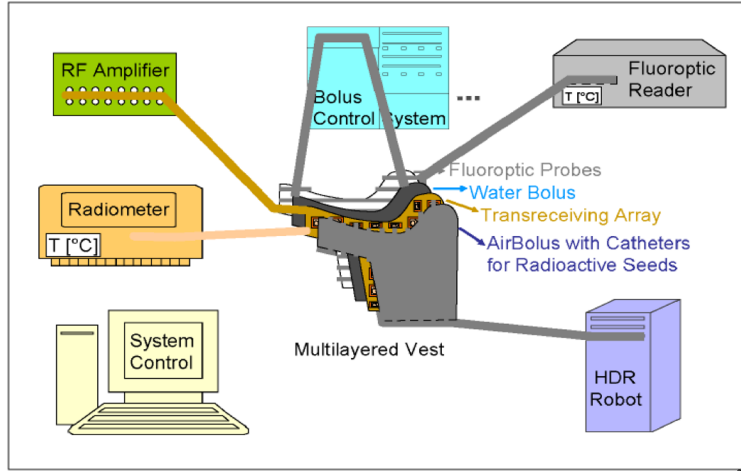 RF Amplifier
Bolus
Control System
...
Fluoroptic
Reader
T [°C]
Fluoroptic Probes
Water Bolus
Transreceiving Array
AirBolus with Catheters
for Radioactive Seeds
Radiometer
T [°C]
System
Control
Multilayered Vest
HDR
Robot